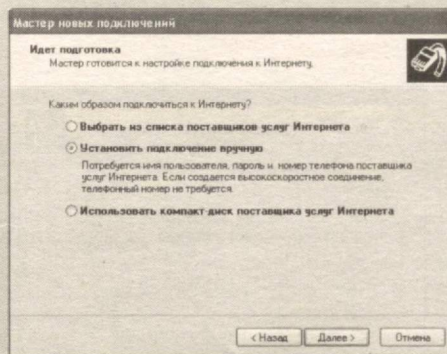 Мастер новых подключений
Идет подготовка
Мастер готовится к настройке подключения к Интернету.
Каким образом подключиться к Интернету?
Выбрать из списка поставщиков услуг Интернета
Установить подключение вручную
Потребуется имя пользователя, пароль и номер телефона поставщика
услуг Интернета. Если создается высокоскоростное соединение,
телефонный номер не требуется.
Использовать компакт-диск поставщика услуг Интернета
< Назад
Далее >
Отмена